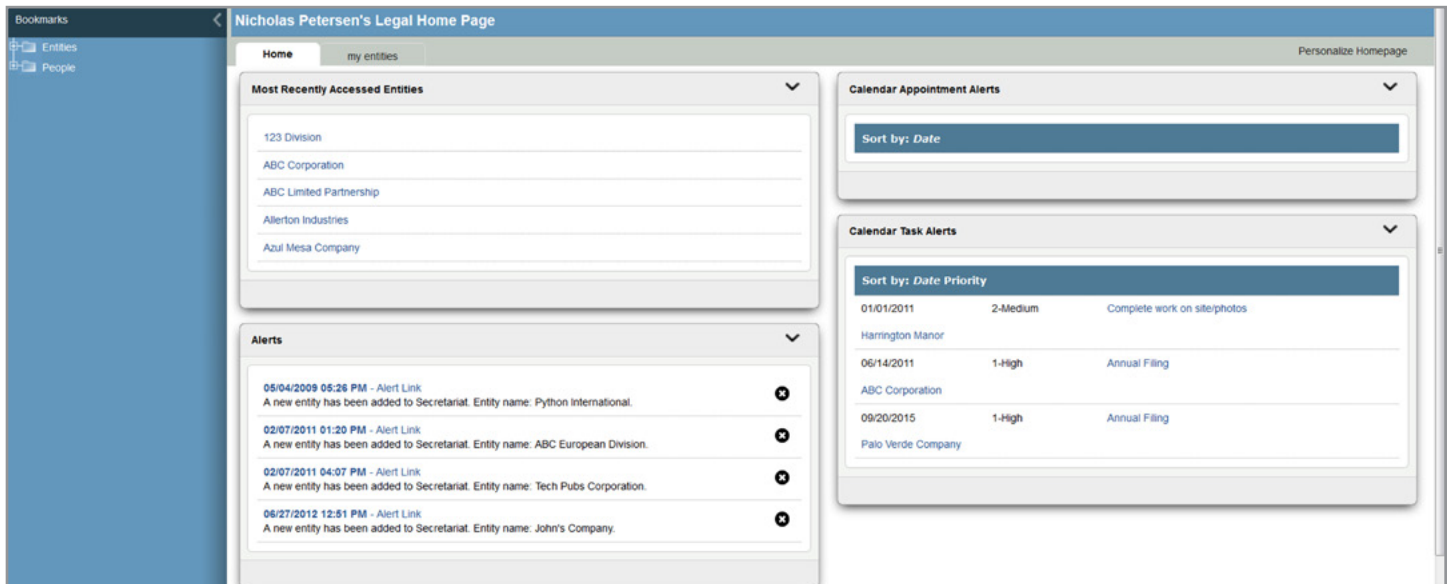 Bookmarks
Entities
People
Nicholas Petersen's Legal Home Page
Home
my entities
Personalize Homepage
Most Recently Accessed Entities
123 Division
ABC Corporation
ABC Limited Partnership
Allerton Industries
Azul Mesa Company
Alerts
05/04/2009 05:26 PM - Alert Link
A new entity has been added to Secretariat. Entity name: Python International.
02/07/2011 01:20 PM - Alert Link
A new entity has been added to Secretariat. Entity name: ABC European Division.
02/07/2011 04:07 PM - Alert Link
A new entity has been added to Secretariat. Entity name: Tech Pubs Corporation.
06/27/2012 12:51 PM - Alert Link
A new entity has been added to Secretariat. Entity name: John's Company.
Calendar Appointment Alerts
Sort by: Date
Calendar Task Alerts
Sort by: Date Priority
01/01/2011 2-Medium Complete work on site/photos
Harrington Manor
06/14/2011 1-High Annual Filing
ABC Corporation
09/20/2015 1-High Annual Filing
Palo Verde Company